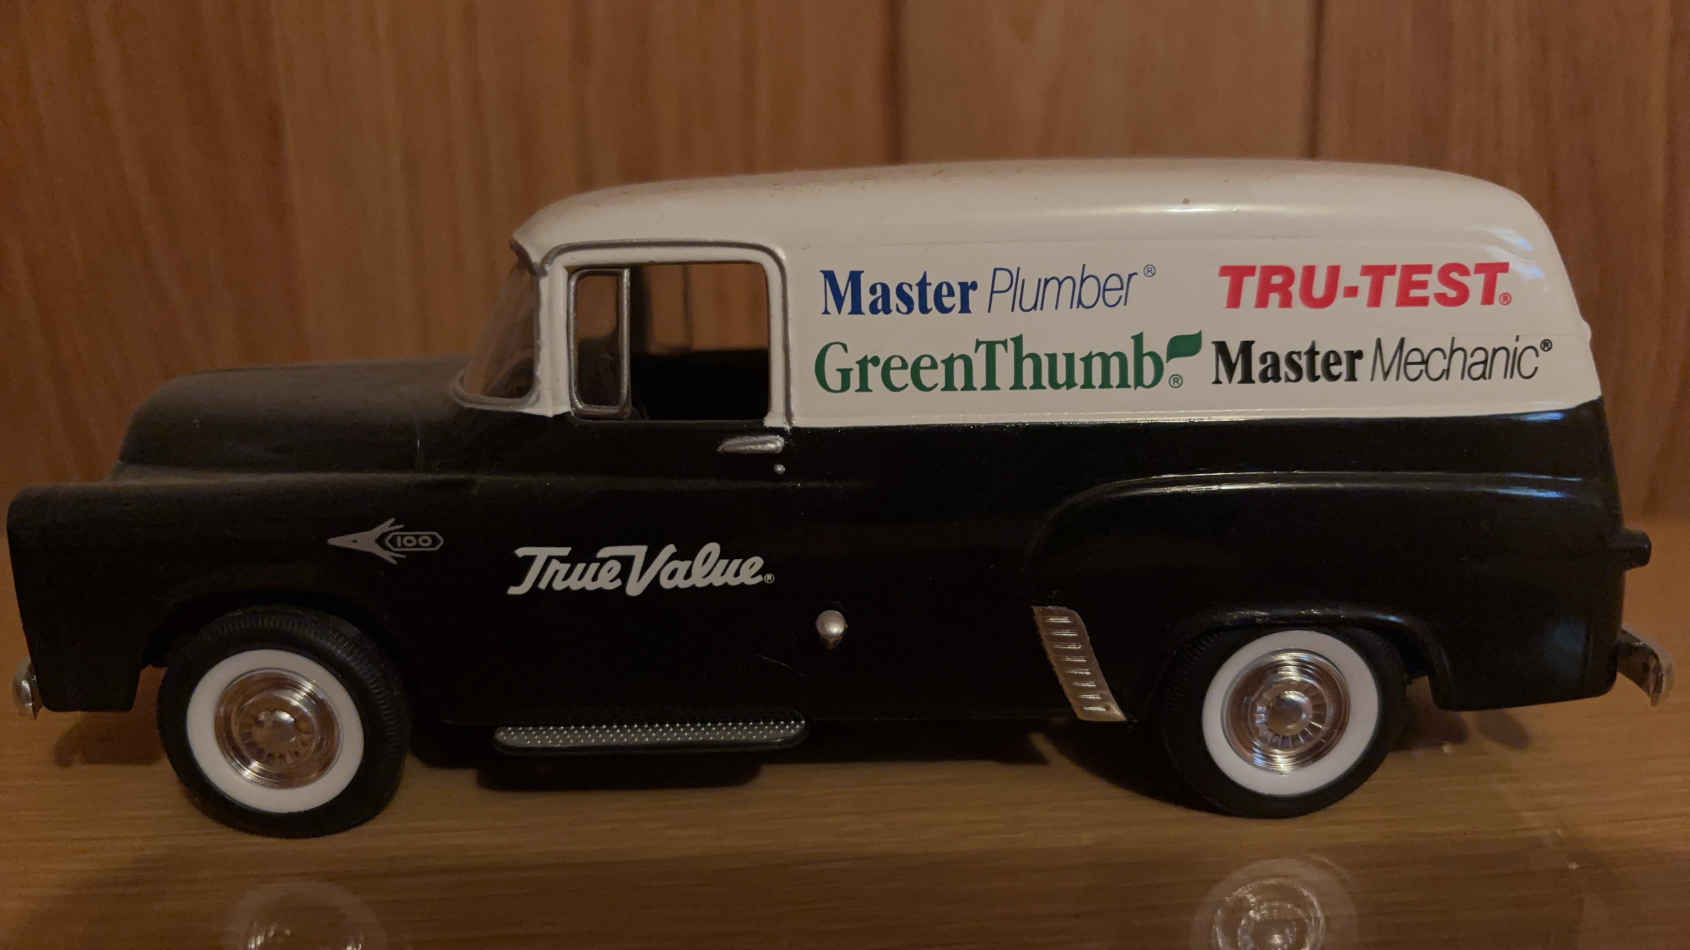 Master Plumber® TRU-TEST®
GreenThumb® Master Mechanic®
100
True Value®